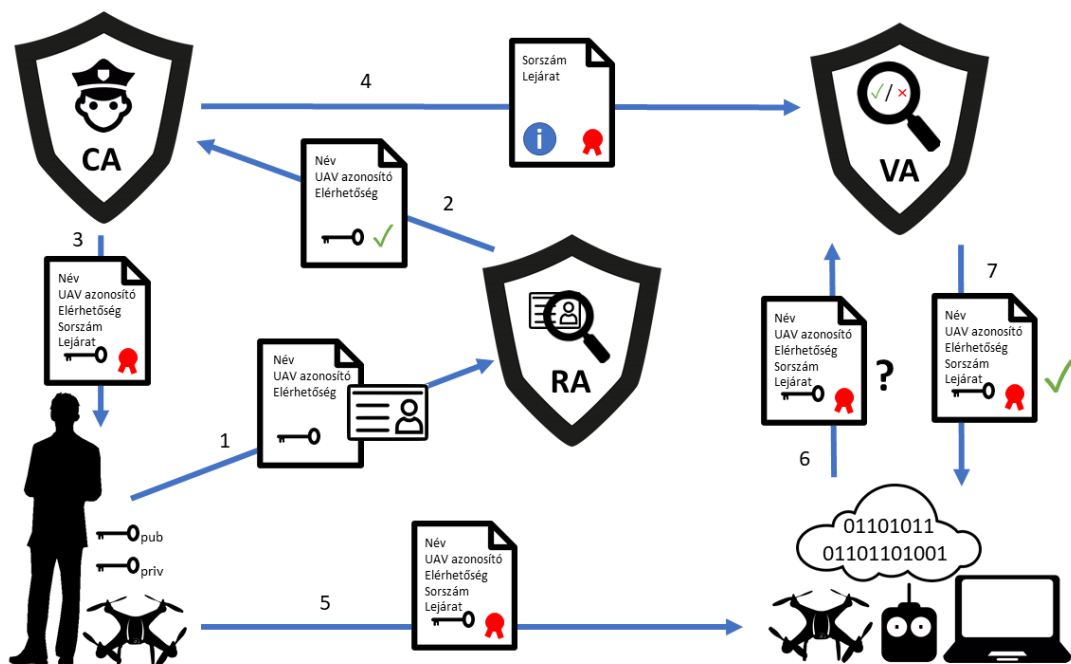 CA
4
Sorszám
Lejárat
i
✓/×
VA
2
Név
UAV azonosító
Elérhetőség
3
Név
UAV azonosító
Elérhetőség
Sorszám
Lejárat
RA
1
Név
UAV azonosító
Elérhetőség
pub
priv
5
Név
UAV azonosító
Elérhetőség
Sorszám
Lejárat
6
Név
UAV azonosító
Elérhetőség
Sorszám
Lejárat
?
7
Név
UAV azonosító
Elérhetőség
Sorszám
Lejárat
01101011
01101101001